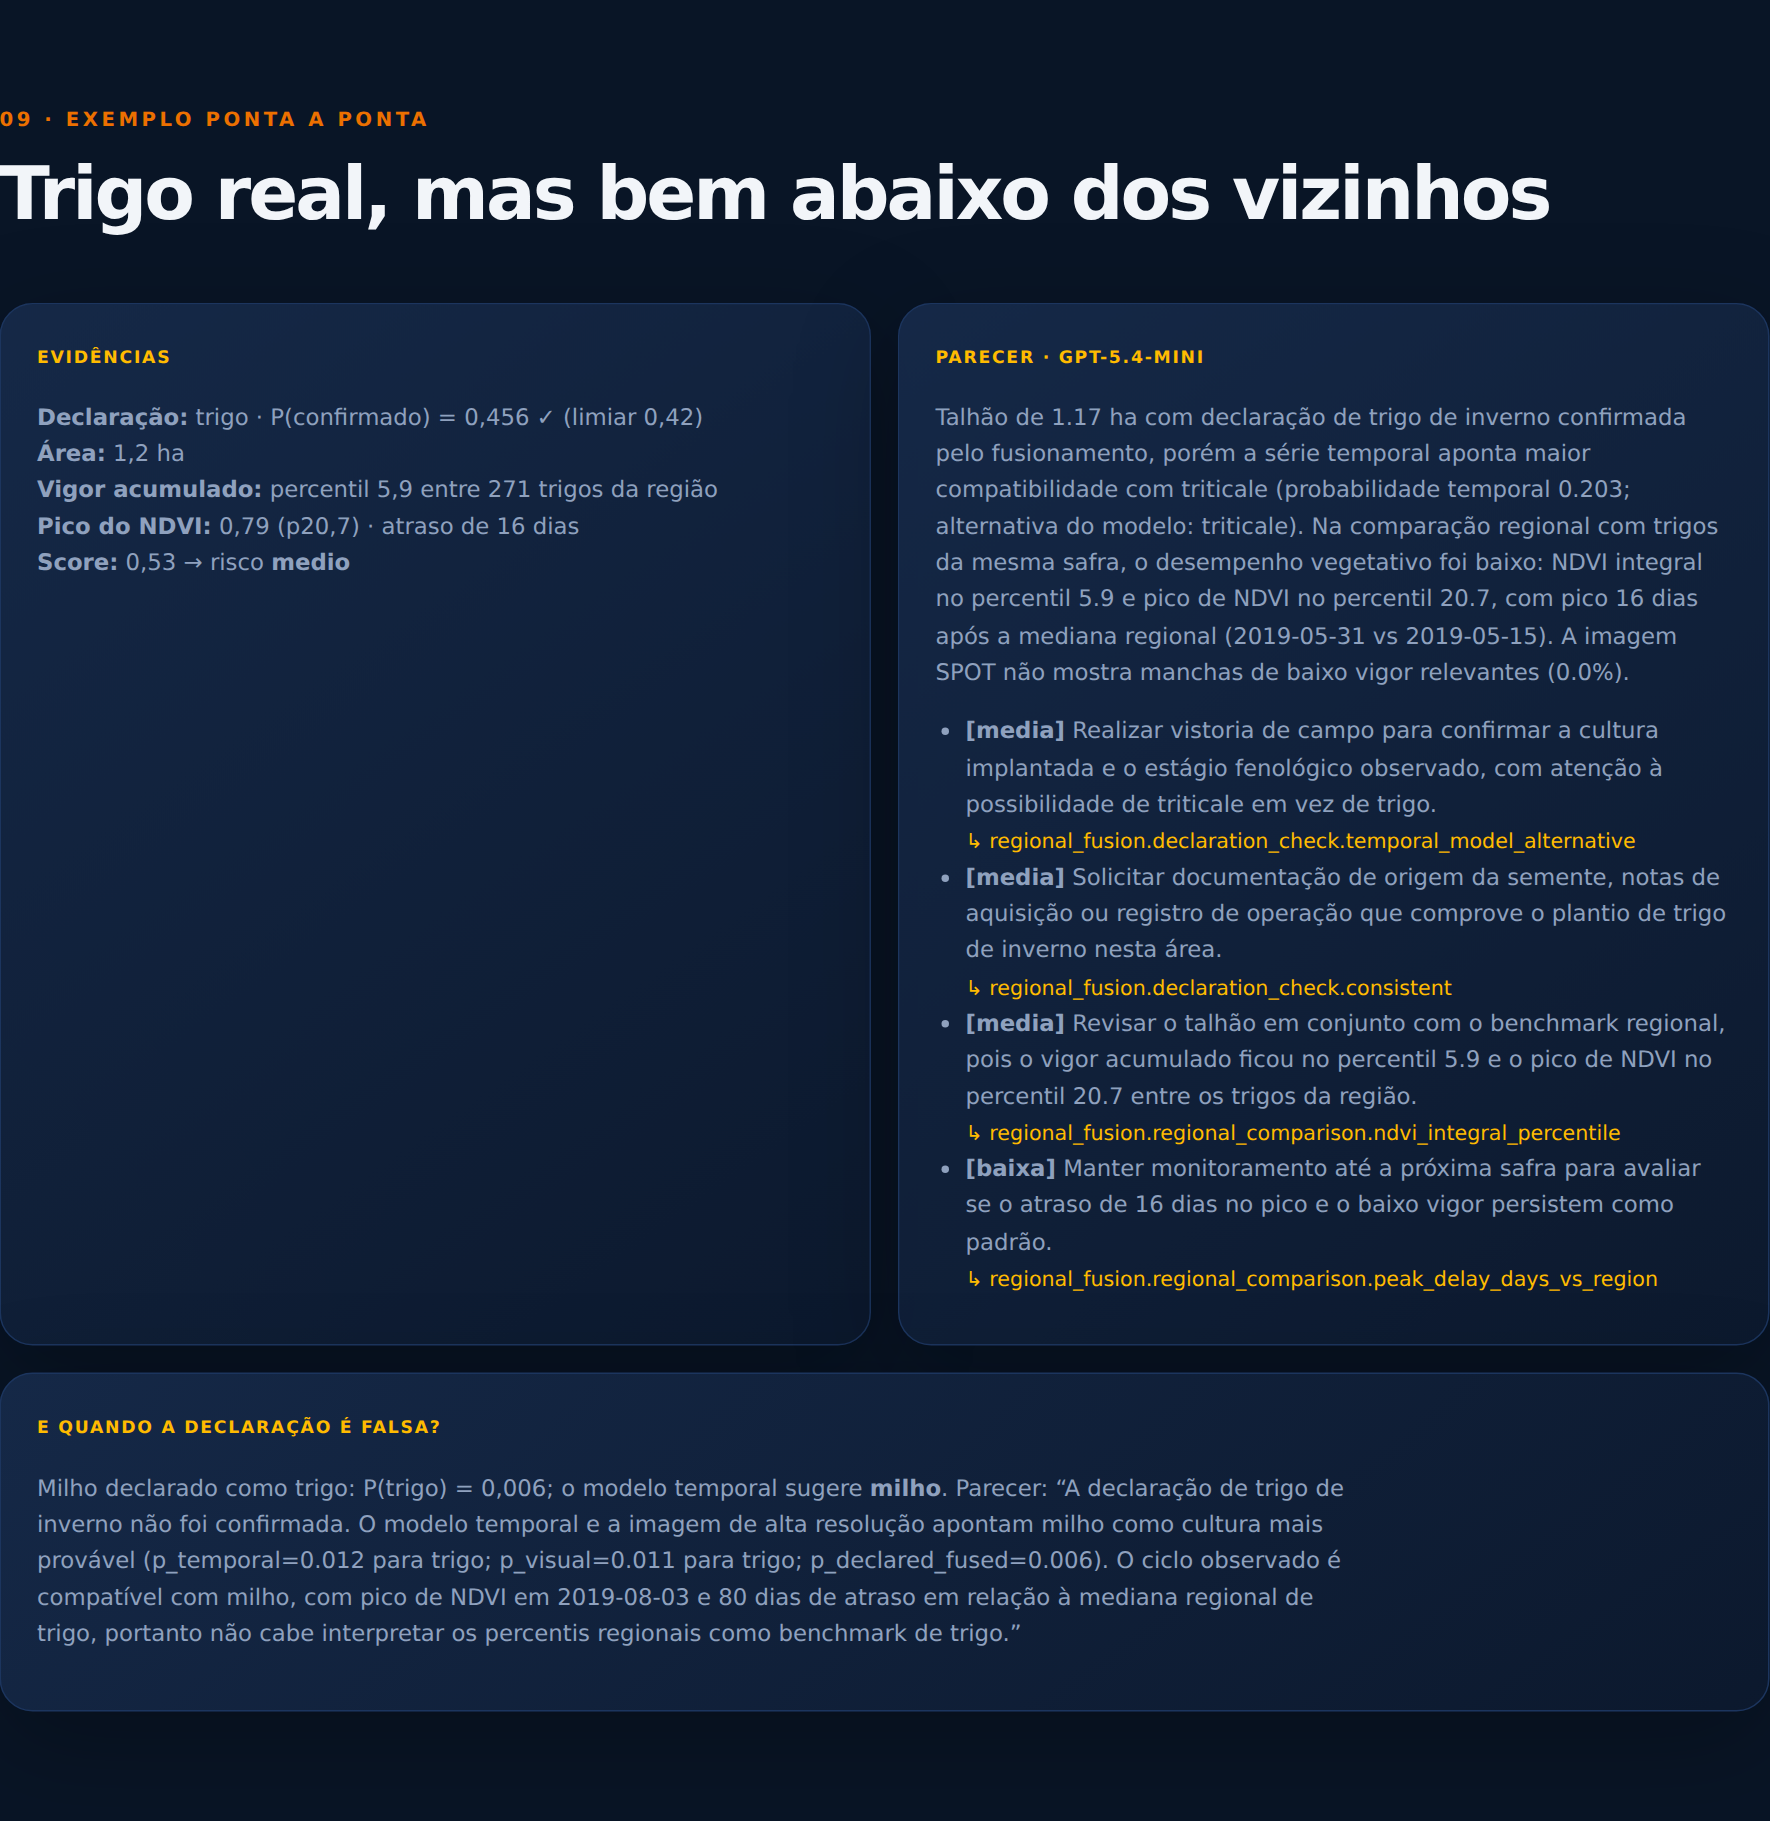 09 · EXEMPLO PONTA A PONTA
Trigo real, mas bem abaixo dos vizinhos
EVIDÊNCIAS
Declaração: trigo · P(confirmado) = 0,456 ✓ (limiar 0,42)
Área: 1,2 ha
Vigor acumulado: percentil 5,9 entre 271 trigos da região
Pico do NDVI: 0,79 (p20,7) · atraso de 16 dias
Score: 0,53 → risco medio
PARECER · GPT-5.4-MINI
Talhão de 1.17 ha com declaração de trigo de inverno confirmada
pelo fusionamento, porém a série temporal aponta maior
compatibilidade com triticale (probabilidade temporal 0.203;
alternativa do modelo: triticale). Na comparação regional com trigos
da mesma safra, o desempenho vegetativo foi baixo: NDVI integral
no percentil 5.9 e pico de NDVI no percentil 20.7, com pico 16 dias
após a mediana regional (2019-05-31 vs 2019-05-15). A imagem
SPOT não mostra manchas de baixo vigor relevantes (0.0%).
• [media] Realizar vistoria de campo para confirmar a cultura
implantada e o estágio fenológico observado, com atenção à
possibilidade de triticale em vez de trigo.
↳ regional_fusion.declaration_check.temporal_model_alternative
• [media] Solicitar documentação de origem da semente, notas de
aquisição ou registro de operação que comprove o plantio de trigo
de inverno nesta área.
↳ regional_fusion.declaration_check.consistent
• [media] Revisar o talhão em conjunto com o benchmark regional,
pois o vigor acumulado ficou no percentil 5.9 e o pico de NDVI no
percentil 20.7 entre os trigos da região.
↳ regional_fusion.regional_comparison.ndvi_integral_percentile
• [baixa] Manter monitoramento até a próxima safra para avaliar
se o atraso de 16 dias no pico e o baixo vigor persistem como
padrão.
↳ regional_fusion.regional_comparison.peak_delay_days_vs_region
E QUANDO A DECLARAÇÃO É FALSA?
Milho declarado como trigo: P(trigo) = 0,006; o modelo temporal sugere milho. Parecer: “A declaração de trigo de
inverno não foi confirmada. O modelo temporal e a imagem de alta resolução apontam milho como cultura mais
provável (p_temporal=0.012 para trigo; p_visual=0.011 para trigo; p_declared_fused=0.006). O ciclo observado é
compatível com milho, com pico de NDVI em 2019-08-03 e 80 dias de atraso em relação à mediana regional de
trigo, portanto não cabe interpretar os percentis regionais como benchmark de trigo.”